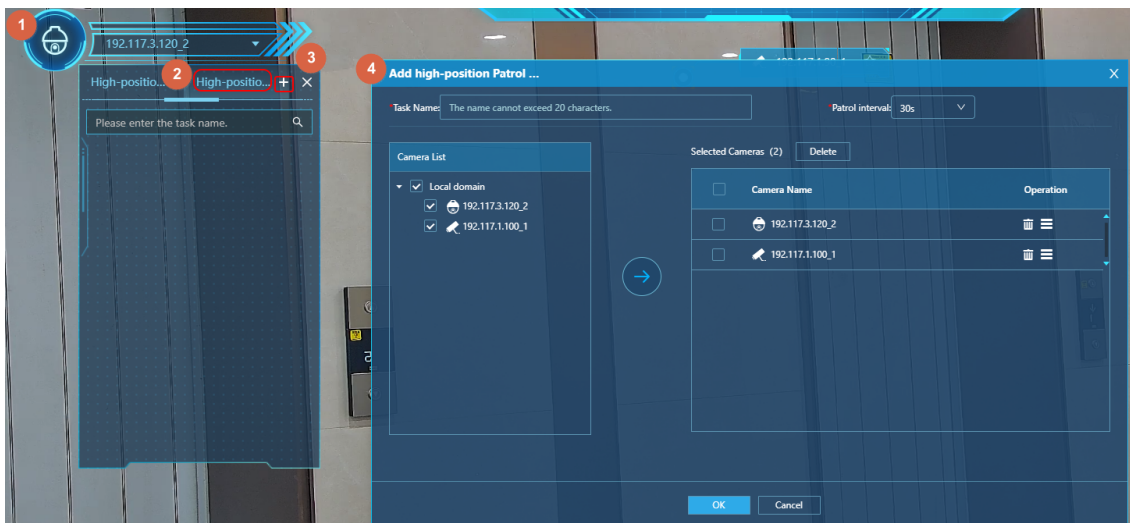 1
192.117.3.120_2
2
3
High-positio...
High-positio...
Please enter the task name.
4
Add high-position Patrol ...
X
*Task Name:
The name cannot exceed 20 characters.
*Patrol interval:
30s
Camera List
Local domain
192.117.3.120_2
192.117.1.100_1
Selected Cameras (2)
Delete
Camera Name
Operation
192.117.3.120_2
192.117.1.100_1
OK
Cancel